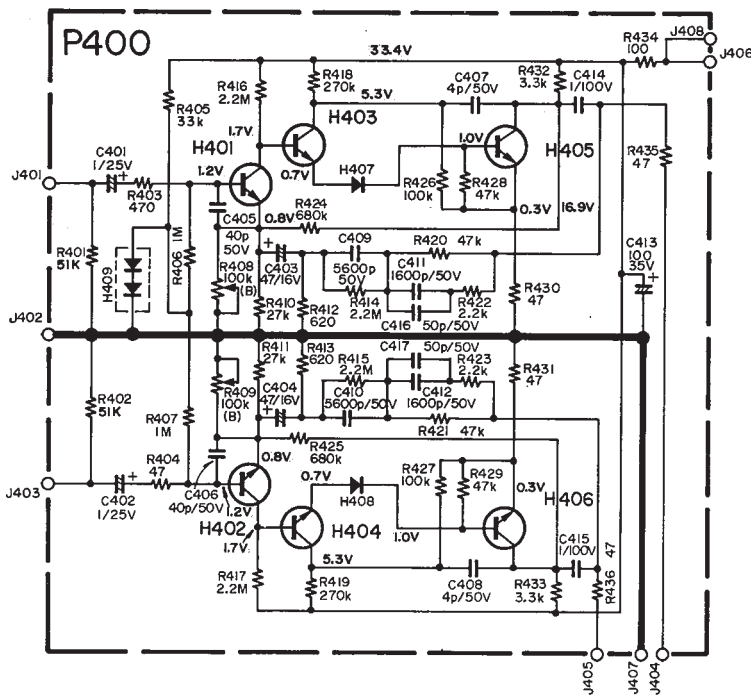 P400
J408
J406
R434
100
33.4V
R405
33k
R416
2.2M
R418
270k
5.3V
C407
4p/50V
R432
3.3k
C414
1/100V
H403
1.7V
H401
C401
1/25V
+
J401
R403
470
1.2V
0.7V
H407
1.0V
H405
R435
47
R426
100k
R428
47k
0.3V
16.9V
R424
680k
0.8V
C405
40p
50V
R401
51K
H409
R406
1M
R408
100k
(B)
+
C403
47/16V
C409
5600p
50V
R420
47k
C411
1600p/50V
R410
27k
R412
620
R414
2.2M
C416
50p/50V
R422
2.2k
R430
47
C413
100
35V
+
J402
R411
27k
R413
620
R415
2.2M
C417
50p/50V
R423
2.2k
R431
47
R402
51K
R407
1M
R409
100k
(B)
C404
47/16V
+
C410
5600p/50V
C412
1600p/50V
R421
47k
R425
680k
0.8V
J403
C402
1/25V
+
R404
47
C406
40p/50V
1.2V
H402
1.7V
0.7V
H408
H404
1.0V
R427
100k
R429
47k
0.3V
H406
5.3V
R417
2.2M
R419
270k
C408
4p/50V
R433
3.3k
C415
1/100V
R436
47
J405
J407
J404